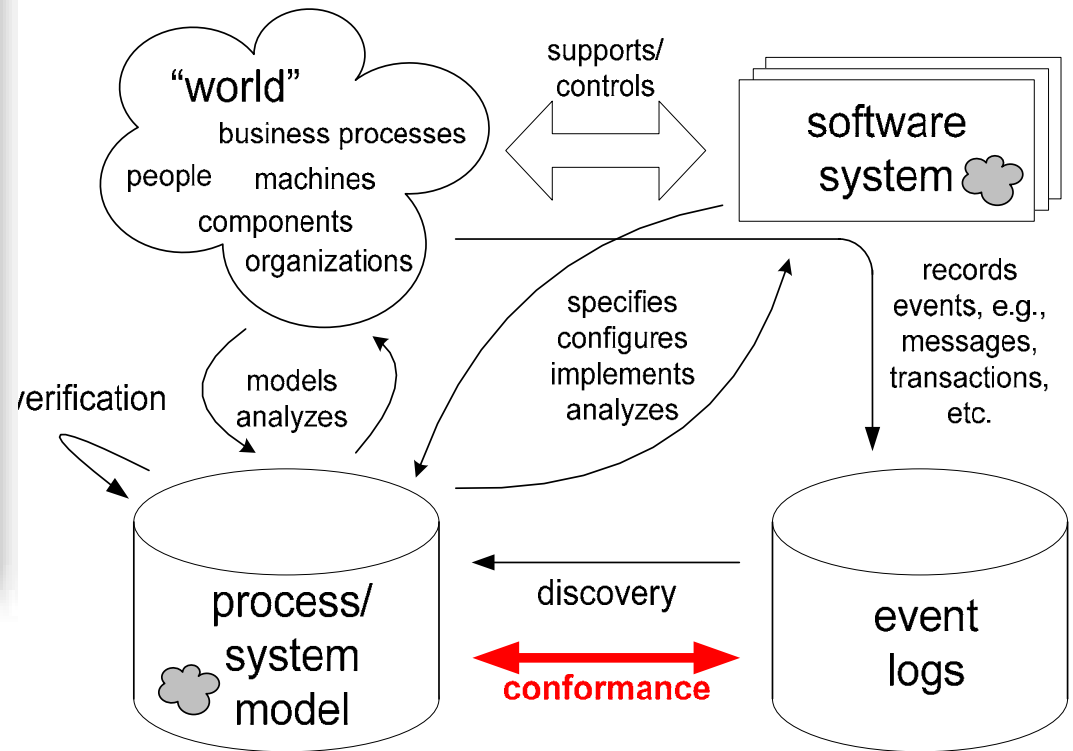 “world”
business processes
people machines
components
organizations
supports/
controls
software
system
records
events, e.g.,
messages,
transactions,
etc.
specifies
configures
implements
analyzes
models
analyzes
verification
process/
system
model
discovery
conformance
event
logs